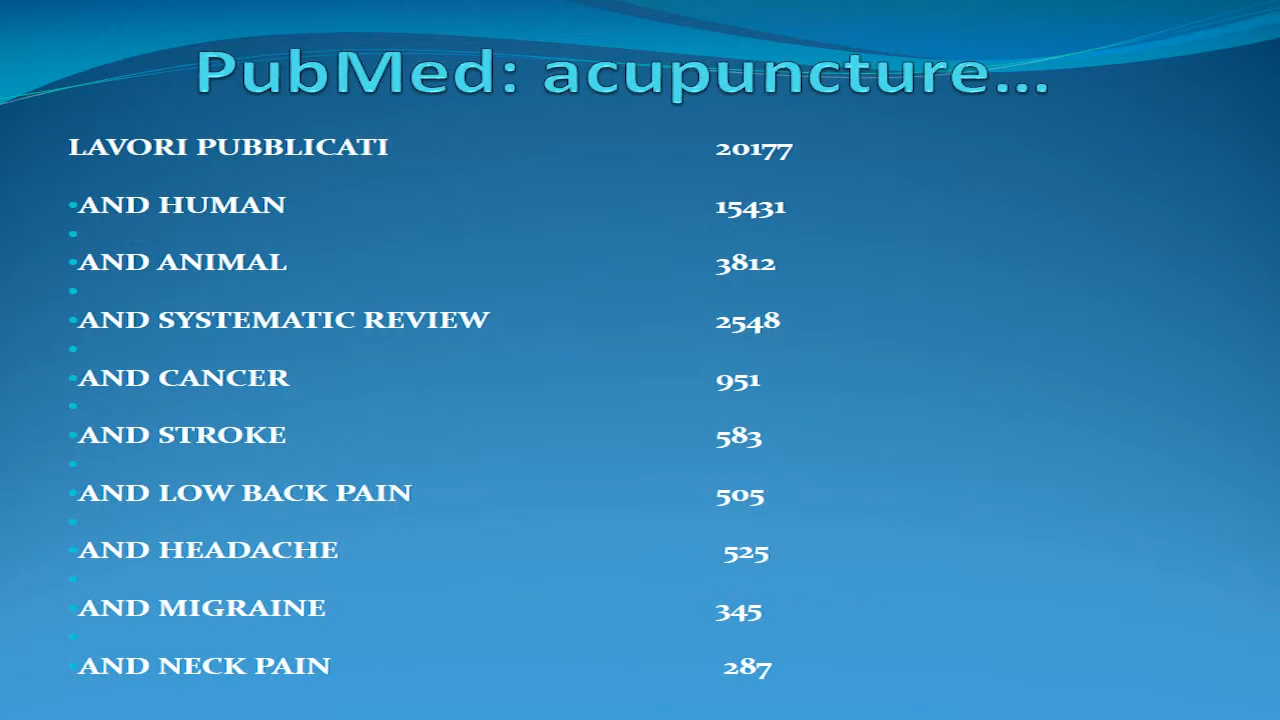 PubMed: acupuncture...
LAVORI PUBBLICATI 20177
•AND HUMAN 15431
•
•AND ANIMAL 3812
•
•AND SYSTEMATIC REVIEW 2548
•
•AND CANCER 951
•
•AND STROKE 583
•
•AND LOW BACK PAIN 505
•
•AND HEADACHE 525
•
•AND MIGRAINE 345
•
•AND NECK PAIN 287